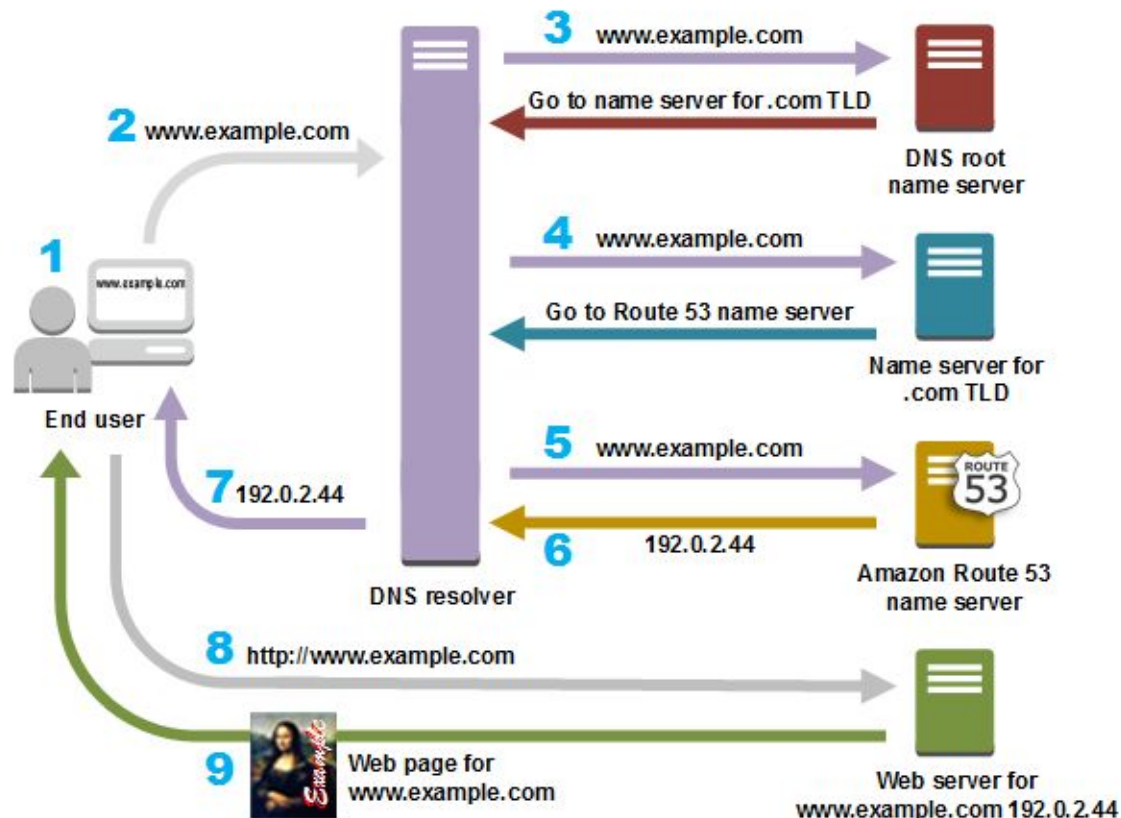 3 www.example.com
Go to name server for .com TLD
DNS root
name server
2 www.example.com
1
www.example.com
End user
4 www.example.com
Go to Route 53 name server
Name server for
.com TLD
5 www.example.com
ROUTE
53
6 192.0.2.44
Amazon Route 53
name server
7 192.0.2.44
DNS resolver
8 http://www.example.com
9
Example
Web page for
www.example.com
Web server for
www.example.com 192.0.2.44